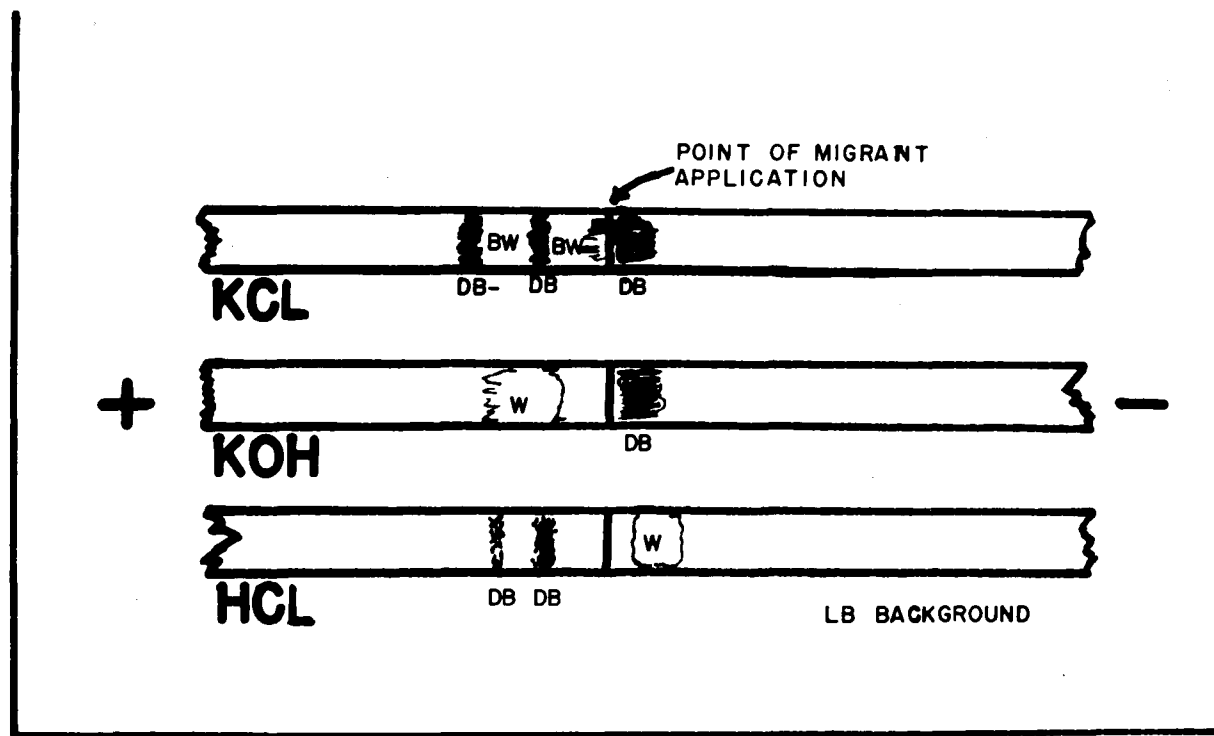 POINT OF MIGRANT
APPLICATION
BW BW
DB- DB DB
KCL
+ W -
DB
KOH
W
DB DB
HCL
LB BACKGROUND